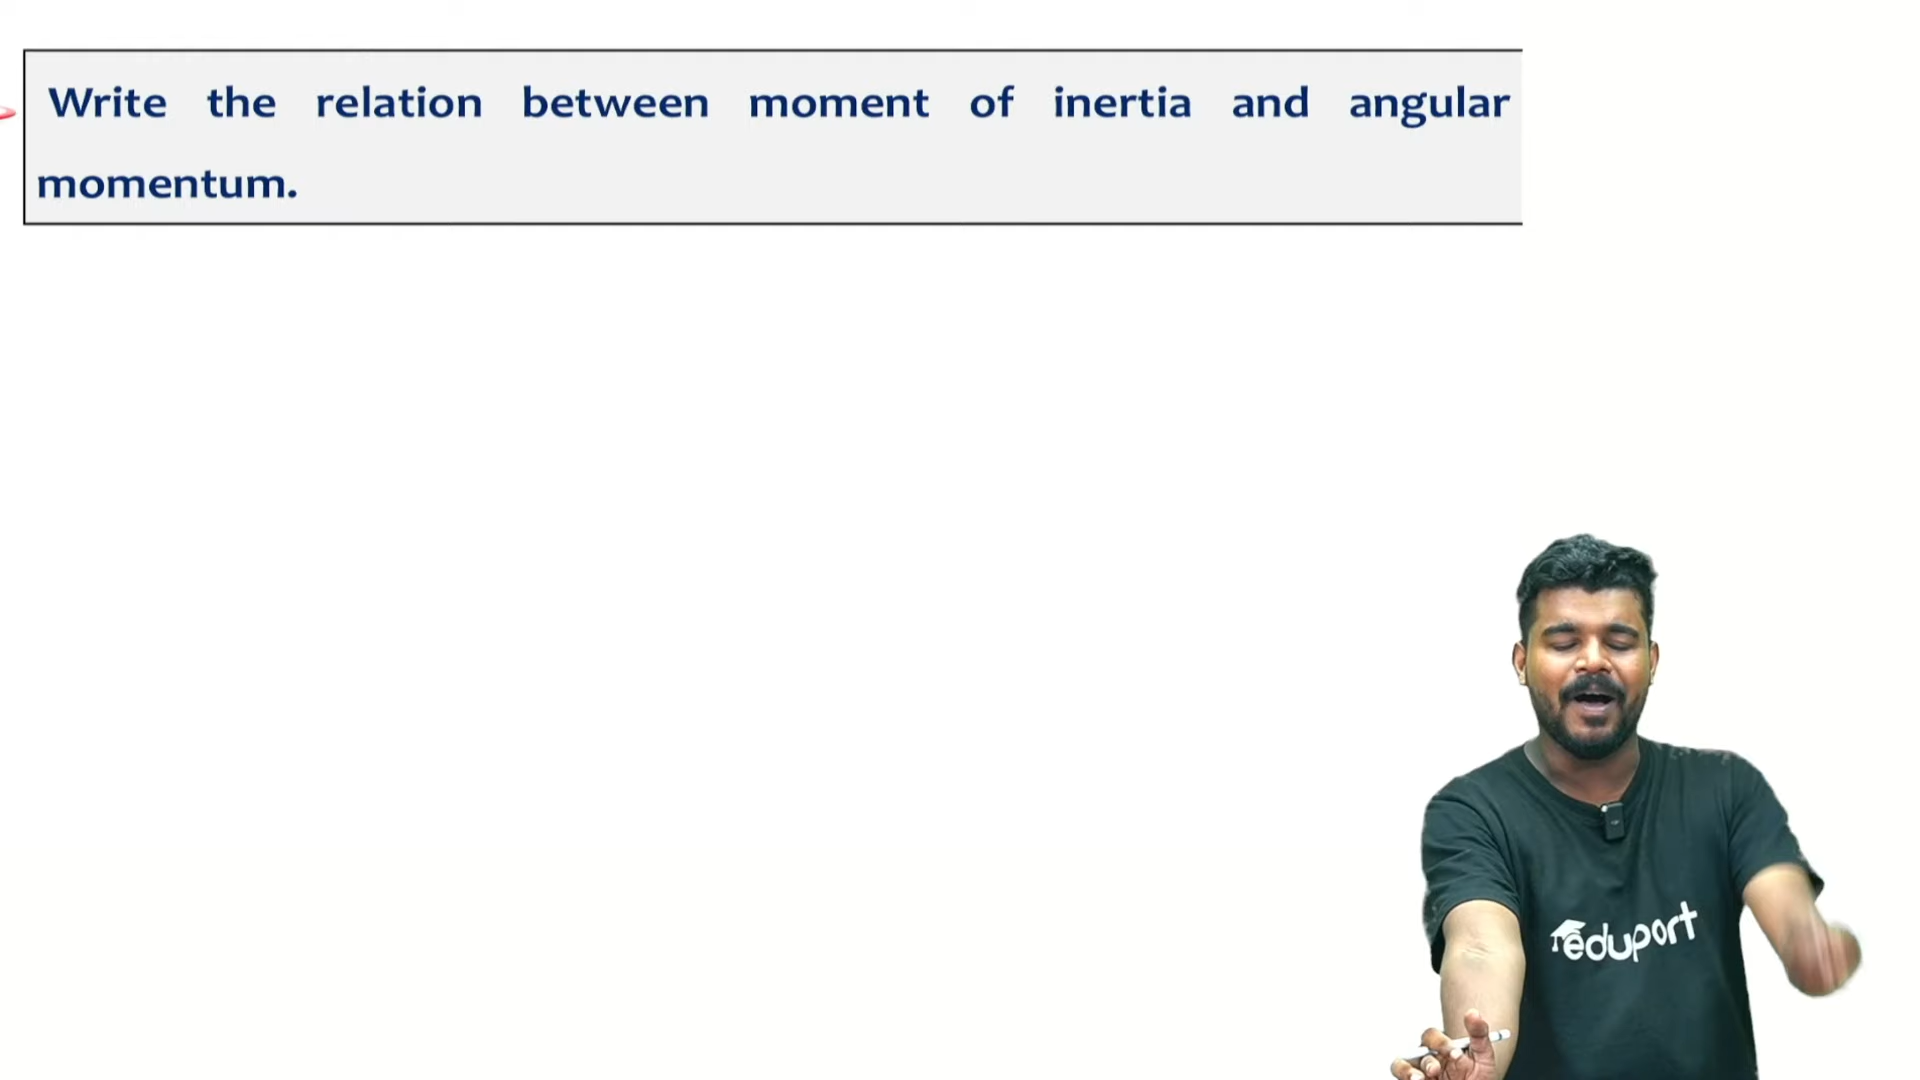 Write the relation between moment of inertia and angular
momentum.
eduport